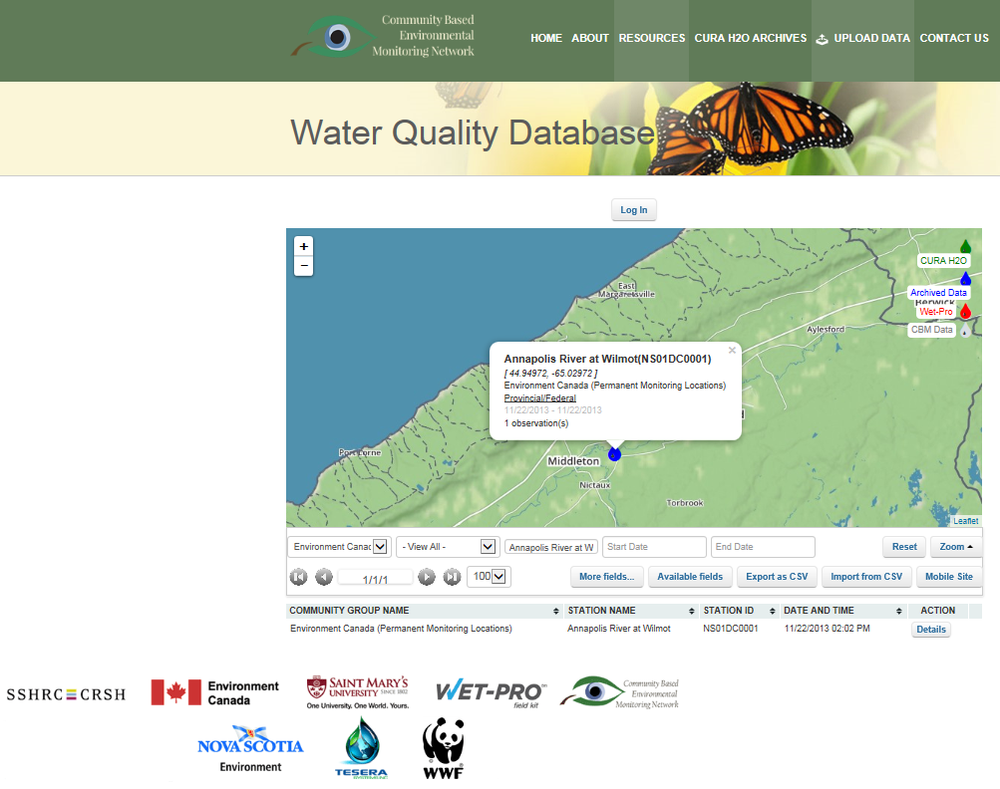 Community Based
Environmental
Monitoring Network
HOME ABOUT RESOURCES CURA H2O ARCHIVES UPLOAD DATA CONTACT US
Water Quality Database
Log In
+
−
East
Margaretsville
CURA H2O
Archived Data
Berwick
Wet-Pro
CBM Data
Aylesford
Annapolis River at Wilmot(NS01DC0001)
×
[ 44.94972, -65.02972 ]
Environment Canada (Permanent Monitoring Locations)
Provincial/Federal
11/22/2013 - 11/22/2013
1 observation(s)
Port Lorne
Middleton
Nictaux
Torbrook
Leaflet
Environment Canac
- View All -
Annapolis River at W
Start Date
End Date
Reset
Zoom
1/1/1
100
More fields...
Available fields
Export as CSV
Import from CSV
Mobile Site
COMMUNITY GROUP NAME STATION NAME STATION ID DATE AND TIME ACTION
Environment Canada (Permanent Monitoring Locations) Annapolis River at Wilmot NS01DC0001 11/22/2013 02:02 PM Details
SSHRC CRSH
Environment
Canada
SAINT MARY'S
UNIVERSITY SINCE 1802
One University. One World. Yours.
WET-PRO™
field kit
Community Based
Environmental
Monitoring Network
NOVA SCOTIA
Environment
TESERA
SYSTEMS INC
WWF